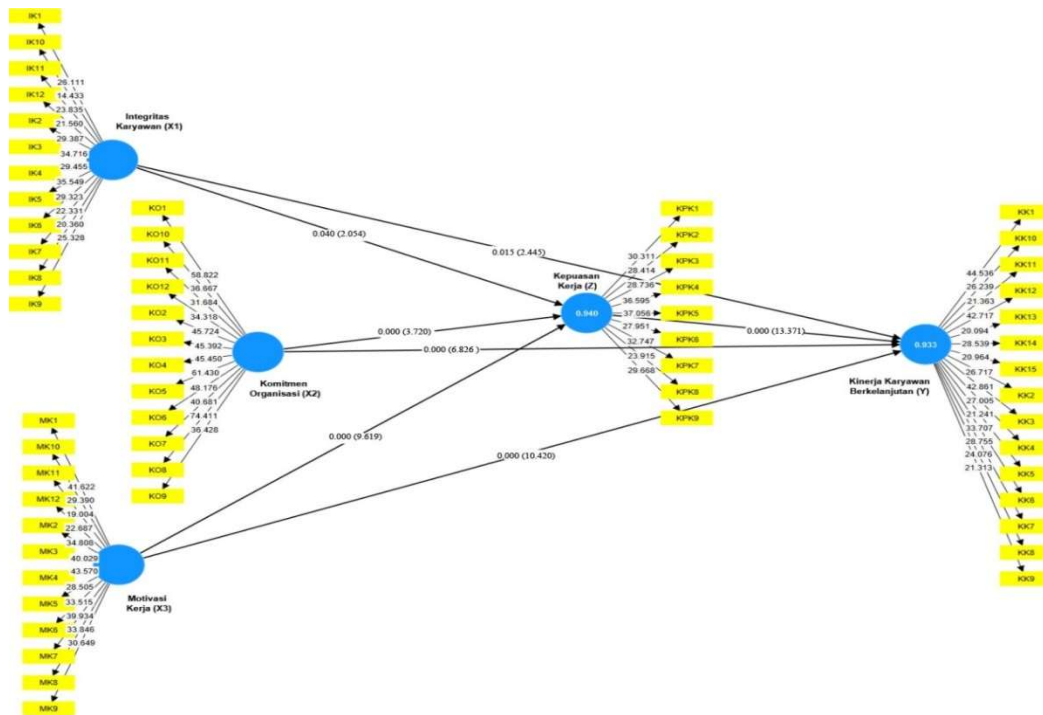 IK1
IK10
IK11
IK12
IK2
IK3
IK4
IK5
IK6
IK7
IK8
IK9
26.111
14.433
23.835
21.560
29.387
34.716
29.455
35.549
29.323
22.331
20.360
25.328
Integritas
Karyawan (X1)
KO1
KO10
KO11
KO12
KO2
KO3
KO4
KO5
KO6
KO7
KO8
KO9
58.822
36.667
31.684
34.318
45.724
45.392
45.450
61.430
48.176
40.681
74.411
36.428
Komitmen
Organisasi (X2)
MK1
MK10
MK11
MK12
MK2
MK3
MK4
MK5
MK6
MK7
MK8
MK9
41.622
29.390
19.004
22.687
34.808
40.029
43.570
28.505
33.515
39.934
33.846
30.649
Motivasi
Kerja (X3)
0.040 (2.054)
0.015 (2.445)
0.000 (3.720)
0.000 (6.826 )
0.000 (9.619)
0.000 (10.420)
0.000 (13.371)
Kepuasan
Kerja (Z)
0.940
KPK1
KPK2
KPK3
KPK4
KPK5
KPK6
KPK7
KPK8
KPK9
30.311
28.414
28.736
36.595
37.056
27.951
32.747
23.915
29.668
0.933
Kinerja Karyawan
Berkelanjutan (Y)
KK1
KK10
KK11
KK12
KK13
KK14
KK15
KK2
KK3
KK4
KK5
KK6
KK7
KK8
KK9
44.536
26.239
21.363
42.717
28.539
26.717
42.861
27.005
21.241
33.707
28.755
24.076
21.313